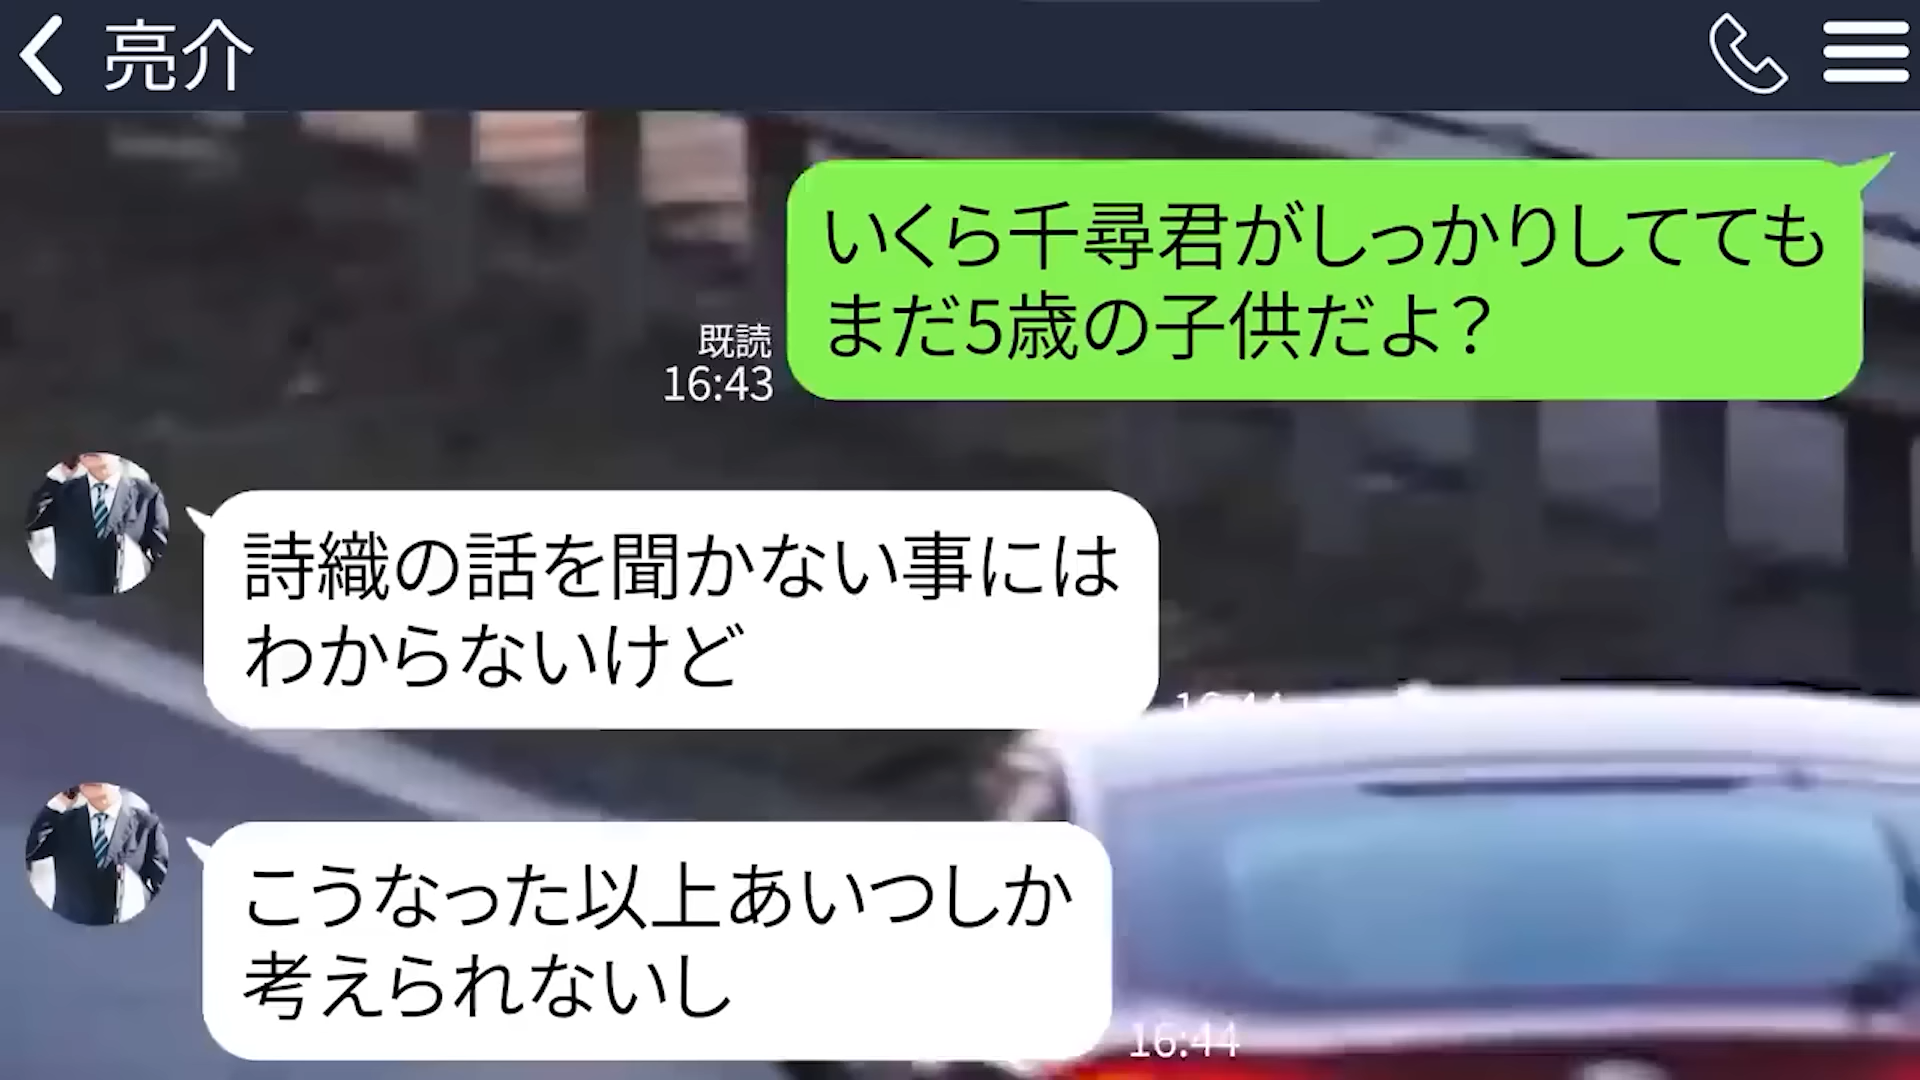 亮介
いくら千尋君がしっかりしてても
まだ5歳の子供だよ？
既読
16:43
詩織の話を聞かない事には
わからないけど
16:44
こうなった以上あいつしか
考えられないし
16:44